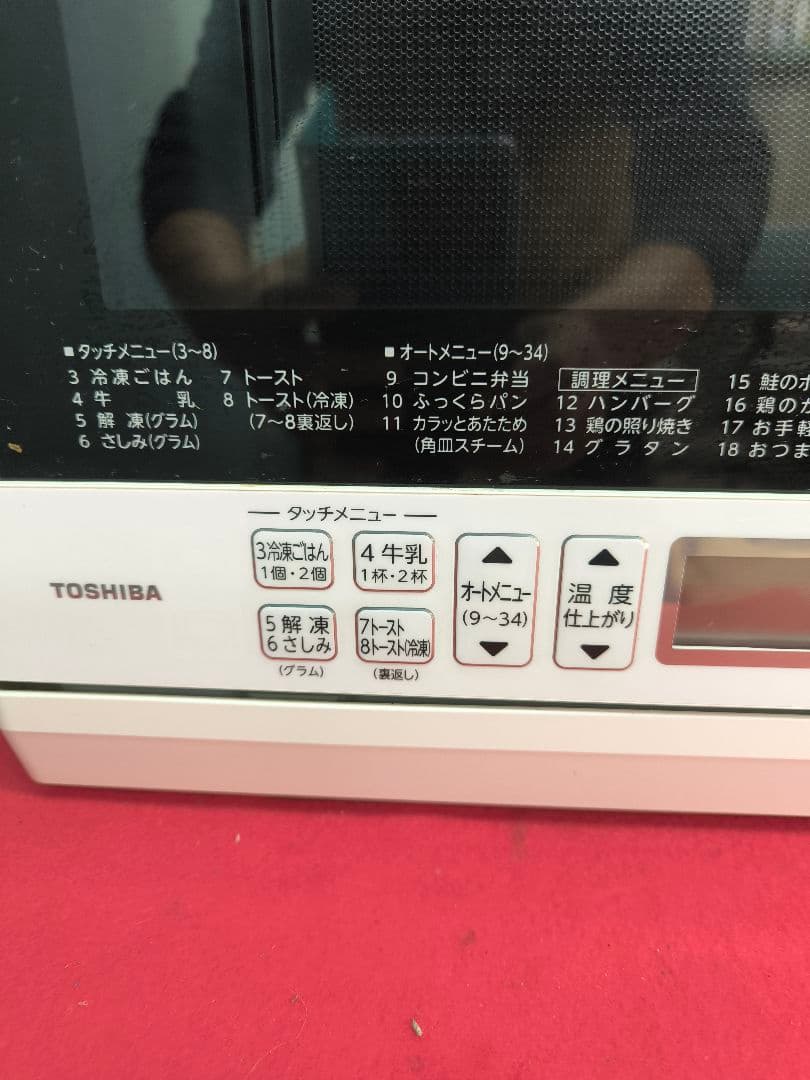 ■タッチメニュー(3～8)
3 冷凍ごはん
4 牛 乳
5 解 凍(グラム)
6 さしみ(グラム)
7 トースト
8 トースト(冷凍)
(7～8裏返し)
■オートメニュー(9～34)
9 コンビニ弁当
10 ふっくらパン
11 カラッとあたため
(角皿スチーム)
調理メニュー
12 ハンバーグ
13 鶏の照り焼き
14 グラタン
15 鮭の
16 鶏の
17 お手軽
18 おつま
タッチメニュー
3冷凍ごはん
1個・2個
4 牛乳
1杯・2杯
5 解 凍
6 さしみ
(グラム)
7トースト
8トースト(冷凍)
(裏返し)
▲
オートメニュー
(9～34)
▼
▲
温 度
仕上がり
▼
TOSHIBA